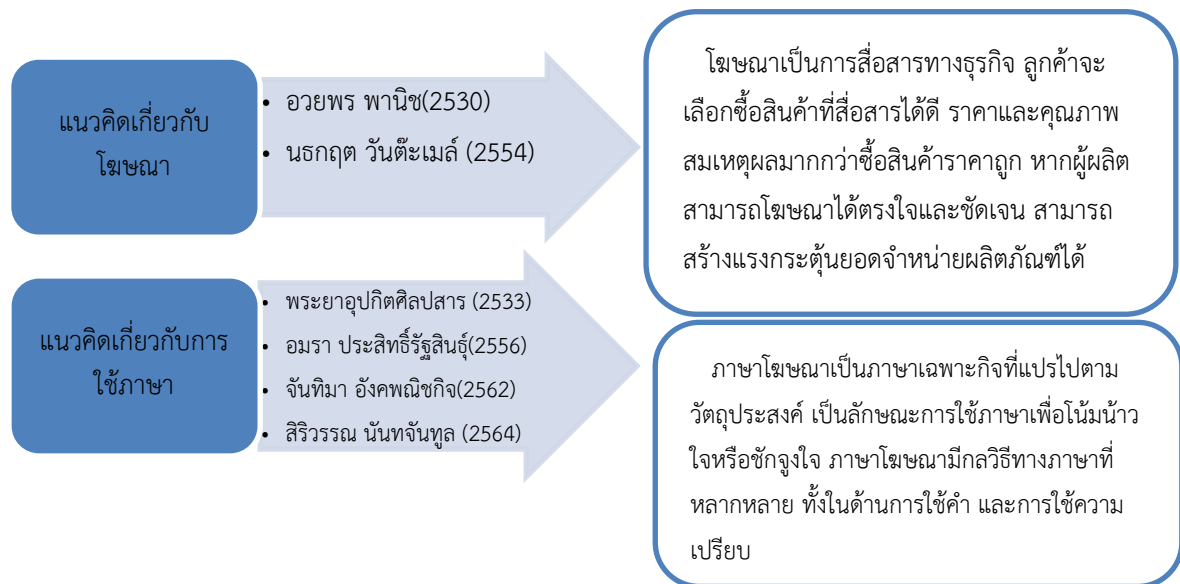 แนวคิดเกี่ยวกับ
โฆษณา
• อวยพร พานิช(2530)
• นธกฤต วันต๊ะเมล์ (2554)
โฆษณาเป็นการสื่อสารทางธุรกิจ ลูกค้าจะ
เลือกซื้อสินค้าที่สื่อสารได้ดี ราคาและคุณภาพ
สมเหตุผลมากกว่าซื้อสินค้าราคาถูก หากผู้ผลิต
สามารถโฆษณาได้ตรงใจและชัดเจน สามารถ
สร้างแรงกระตุ้นยอดจำหน่ายผลิตภัณฑ์ได้
แนวคิดเกี่ยวกับการ
ใช้ภาษา
• พระยาอุปกิตศิลปสาร (2533)
• อมรา ประสิทธิ์รัฐสินธุ์(2556)
• จันทิมา อังคพณิชกิจ(2562)
• สิริวรรณ นันทจันทูล (2564)
ภาษาโฆษณาเป็นภาษาเฉพาะกิจที่แปรไปตาม
วัตถุประสงค์ เป็นลักษณะการใช้ภาษาเพื่อโน้มน้าว
ใจหรือชักจูงใจ ภาษาโฆษณามีกลวิธีทางภาษาที่
หลากหลาย ทั้งในด้านการใช้คำ และการใช้ความ
เปรียบ